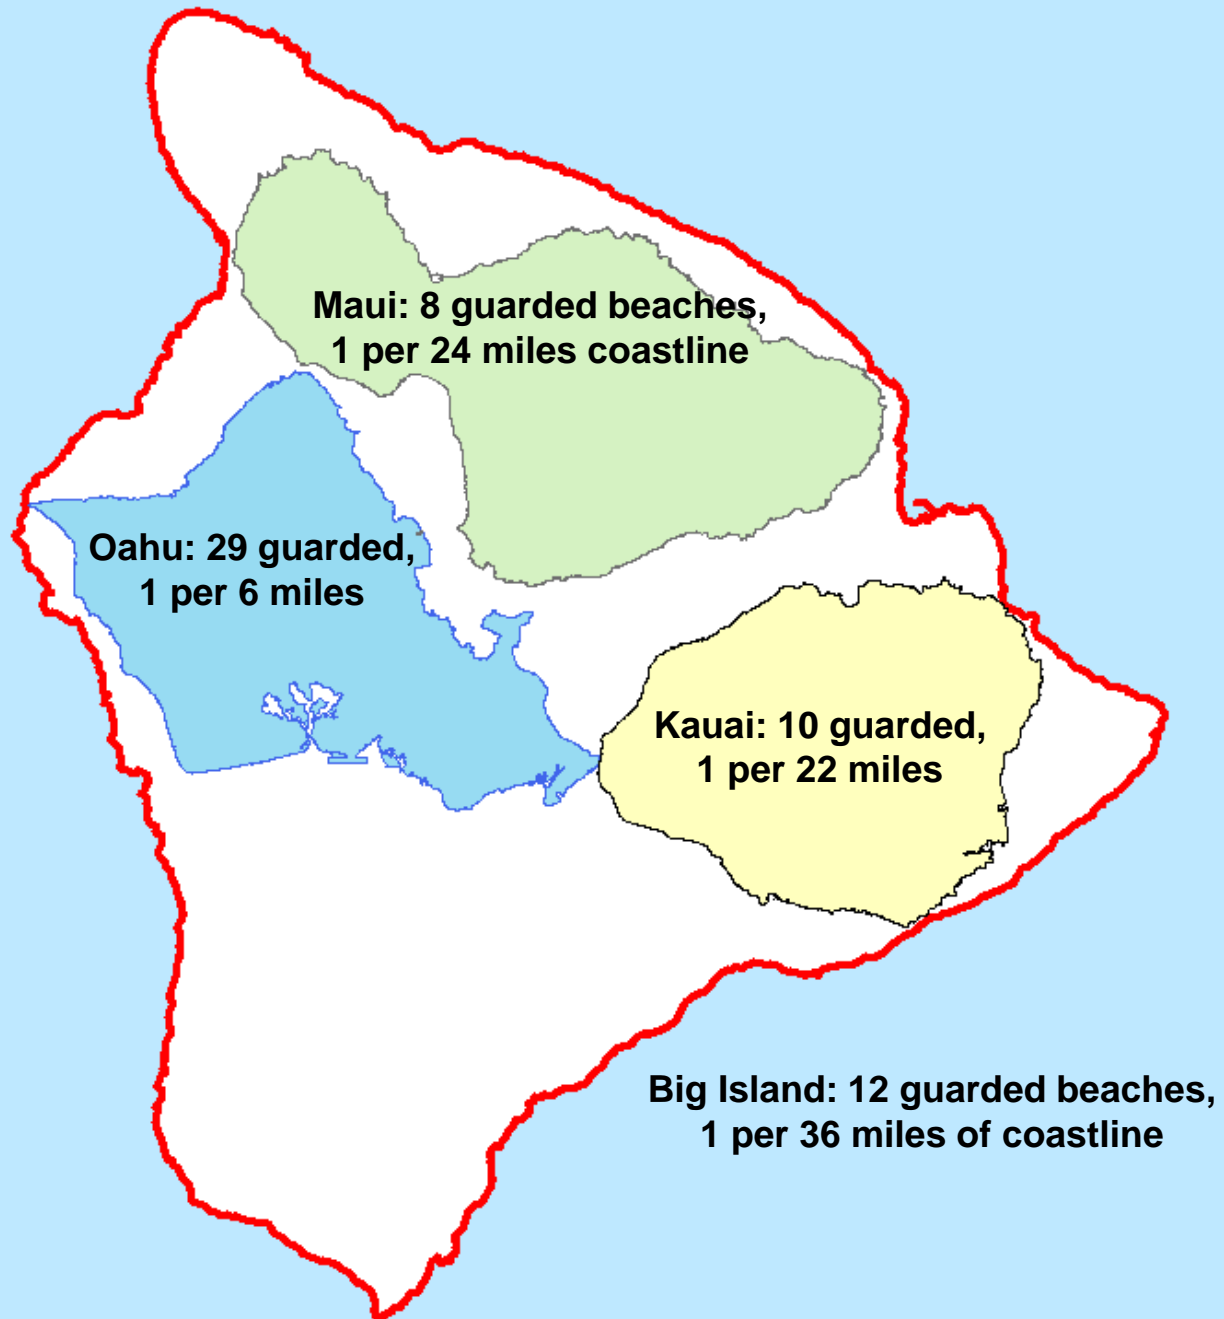 Maui: 8 guarded beaches,
1 per 24 miles coastline
Oahu: 29 guarded,
1 per 6 miles
Kauai: 10 guarded,
1 per 22 miles
Big Island: 12 guarded beaches,
1 per 36 miles of coastline